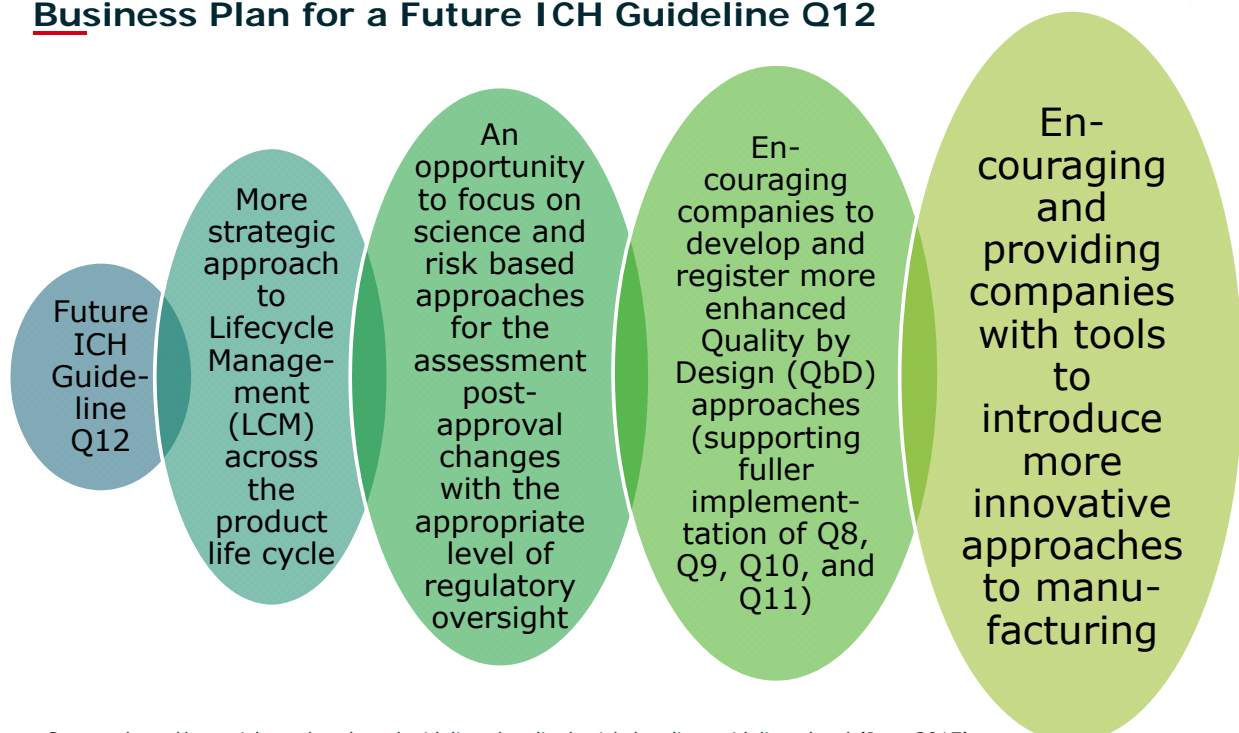 Business Plan for a Future ICH Guideline Q12
Future
ICH
Guide-
line
Q12
More
strategic
approach
to
Lifecycle
Manage-
ment
(LCM)
across
the
product
life cycle
An
opportunity
to focus on
science and
risk based
approaches
for the
assessment
post-
approval
changes
with the
appropriate
level of
regulatory
oversight
En-
couraging
companies to
develop and
register more
enhanced
Quality by
Design (QbD)
approaches
(supporting
fuller
implement-
tation of Q8,
Q9, Q10, and
Q11)
En-
couraging
and
providing
companies
with tools
to
introduce
more
innovative
approaches
to manu-
facturing